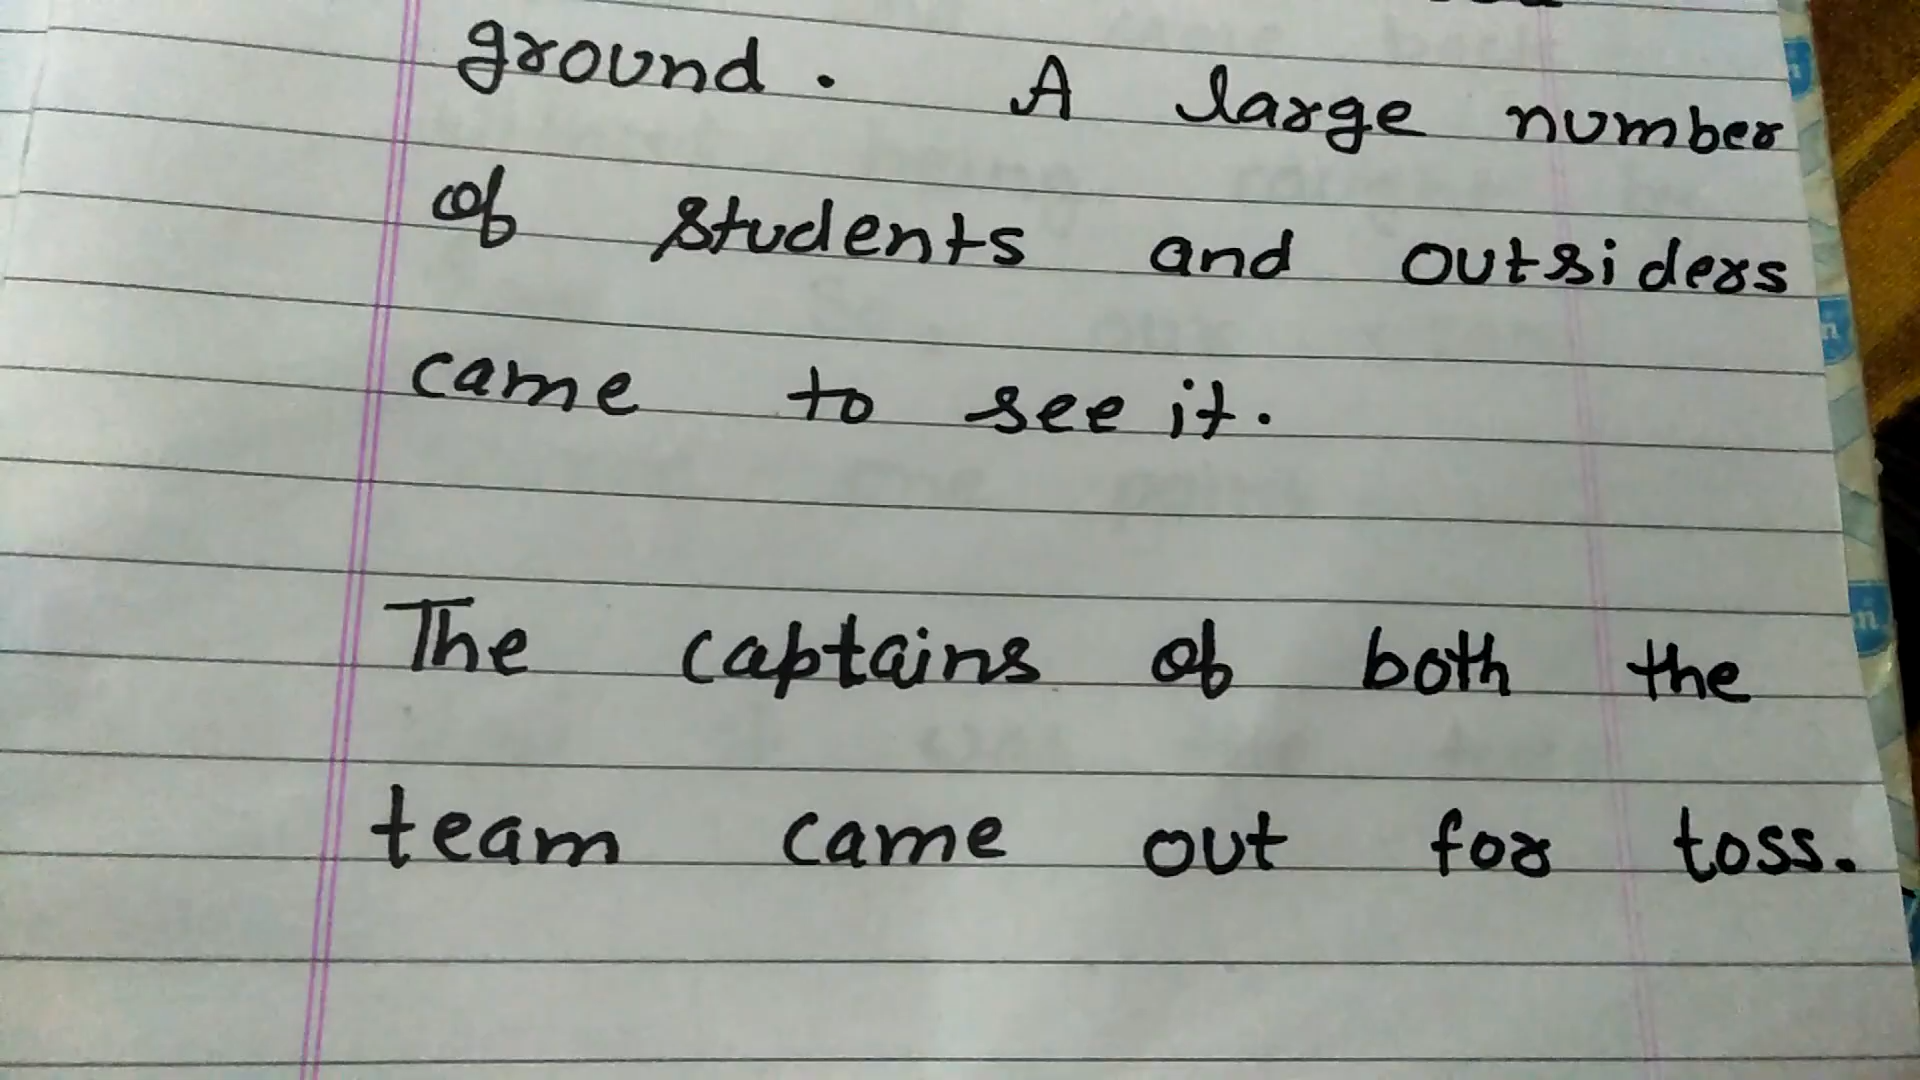 ground. A large number
of students and outsiders
came to see it.
The captains of both the
team came out for toss.